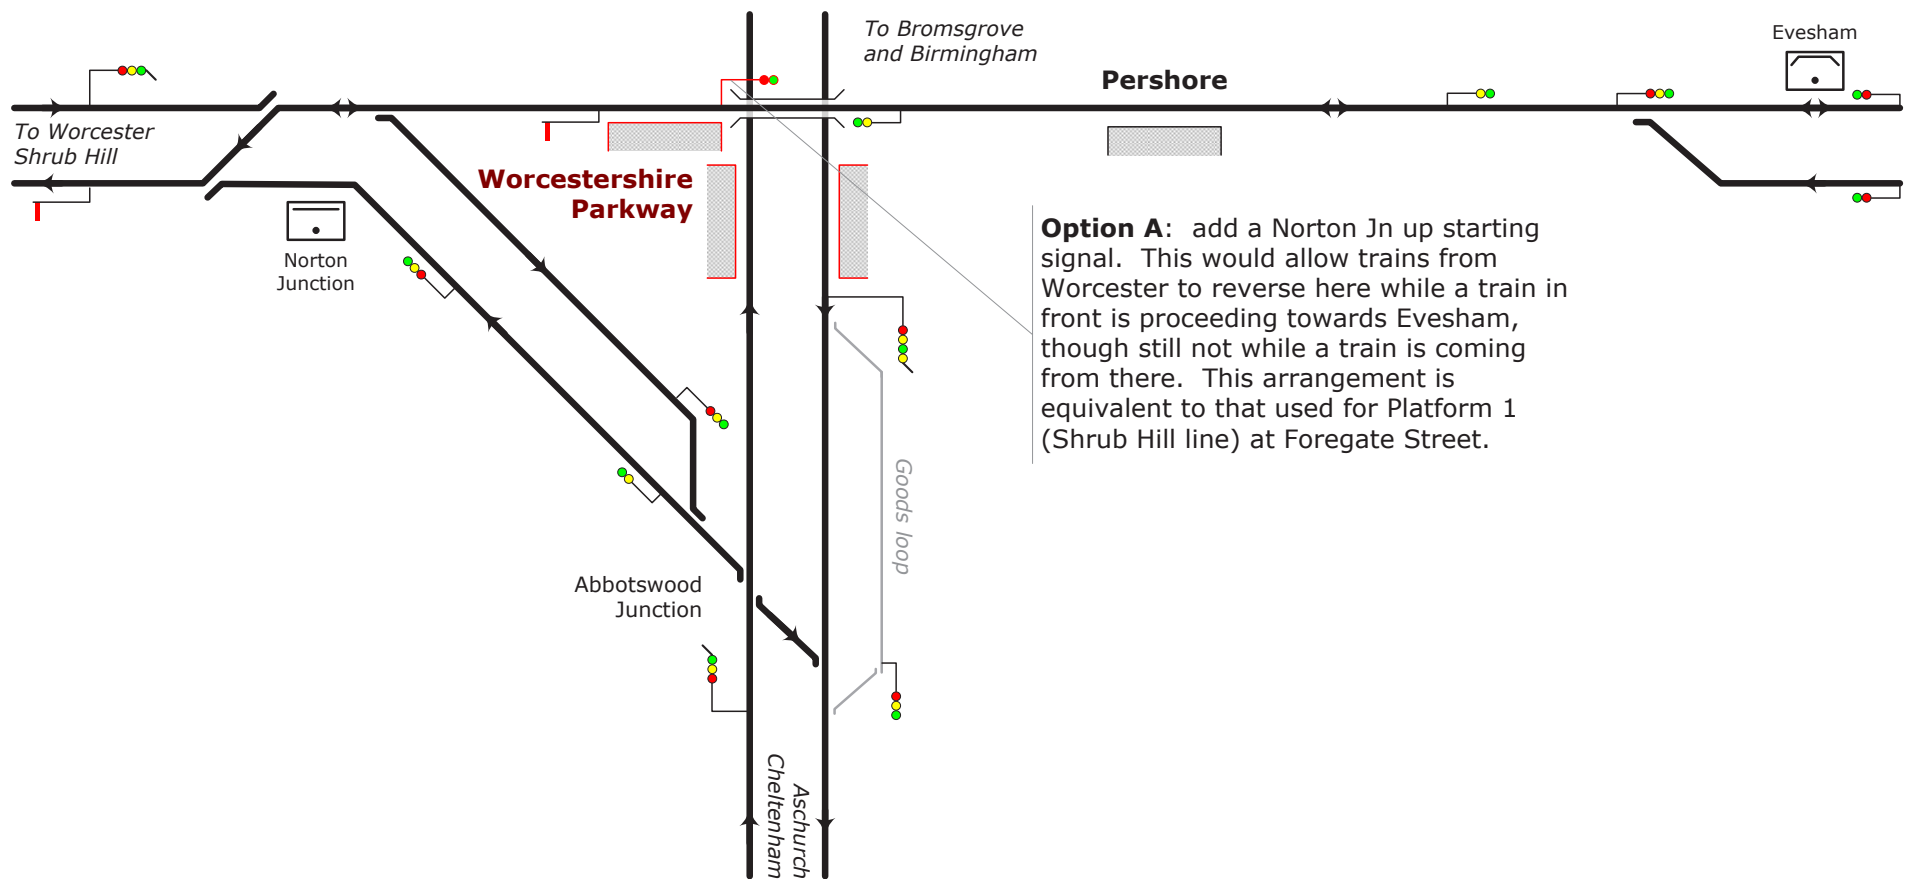 To Bromsgrove
and Birmingham
Evesham
Pershore
To Worcester
Shrub Hill
Worcestershire
Parkway
Norton
Junction
Option A:  add a Norton Jn up starting
signal.  This would allow trains from
Worcester to reverse here while a train in
front is proceeding towards Evesham,
though still not while a train is coming
from there.  This arrangement is
equivalent to that used for Platform 1
(Shrub Hill line) at Foregate Street.
Goods loop
Abbotswood
Junction
Aschurch
Cheltenham